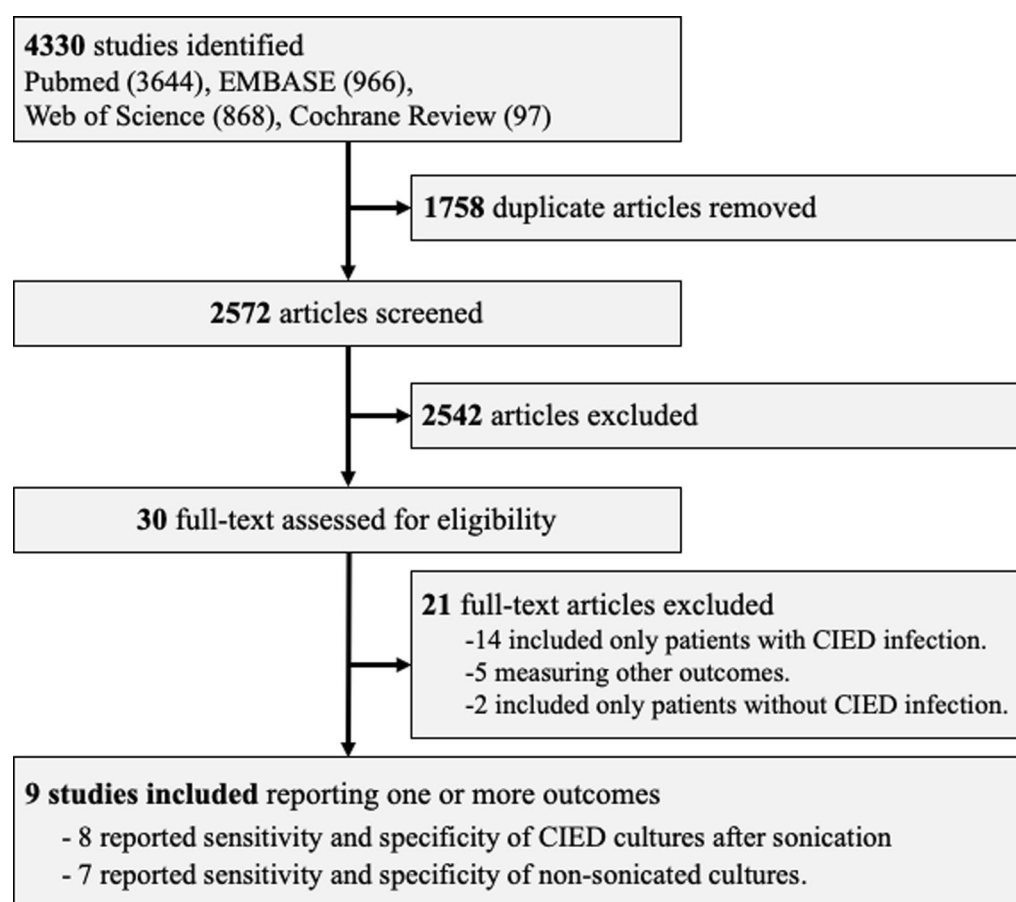 4330 studies identified
Pubmed (3644), EMBASE (966),
Web of Science (868), Cochrane Review (97)
1758 duplicate articles removed
2572 articles screened
2542 articles excluded
30 full-text assessed for eligibility
21 full-text articles excluded
-14 included only patients with CIED infection.
-5 measuring other outcomes.
-2 included only patients without CIED infection.
9 studies included reporting one or more outcomes
- 8 reported sensitivity and specificity of CIED cultures after sonication
- 7 reported sensitivity and specificity of non-sonicated cultures.